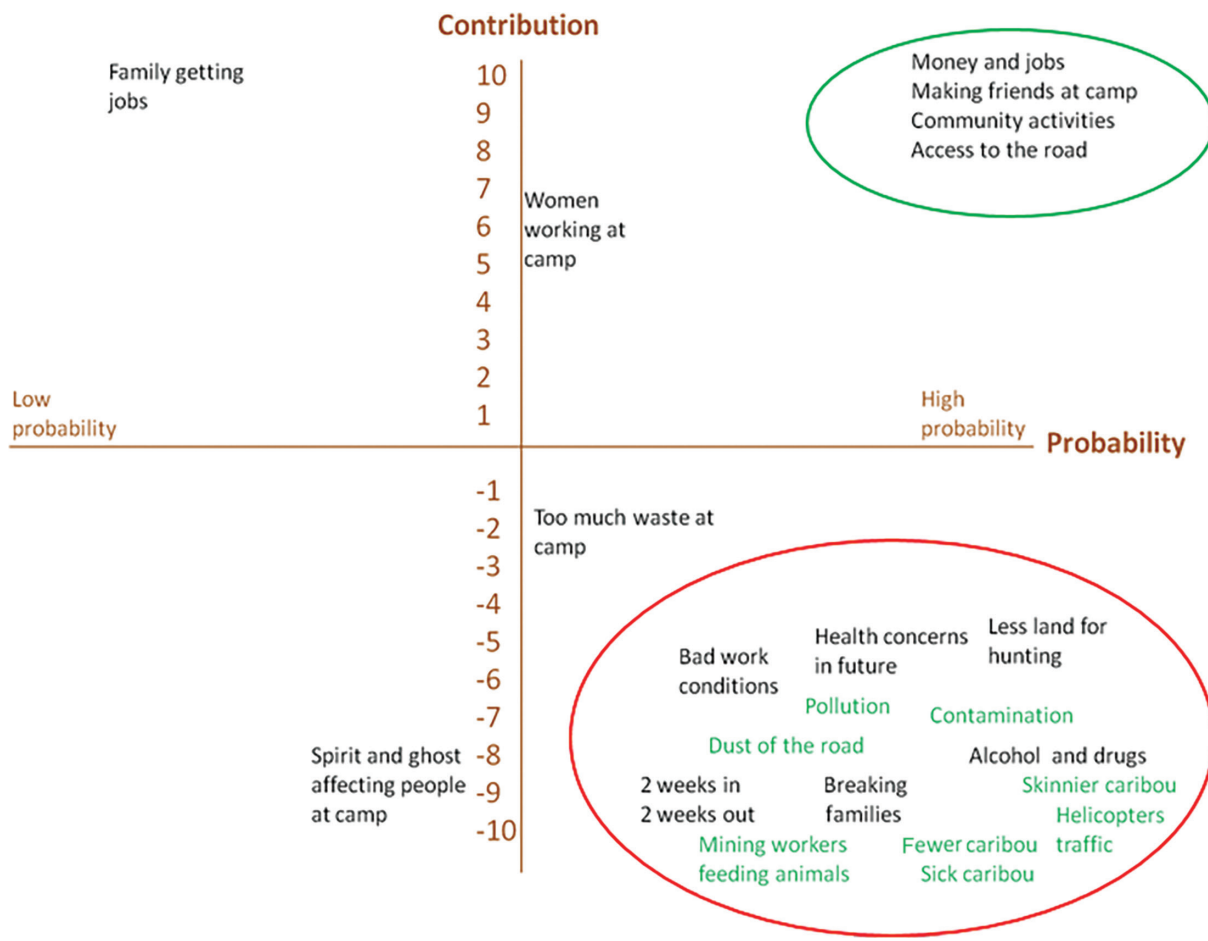 Contribution
Family getting
jobs
10
9
8
7
6
5
4
3
2
1
Money and jobs
Making friends at camp
Community activities
Access to the road
Women
working at
camp
Low
probability
High
probability
Probability
-1
-2
-3
-4
-5
-6
-7
-8
-9
-10
Too much waste at
camp
Bad work
conditions
Health concerns
in future
Less land for
hunting
Pollution
Contamination
Dust of the road
Alcohol and drugs
Spirit and ghost
affecting people
at camp
2 weeks in
2 weeks out
Breaking
families
Skinnier caribou
Helicopters
traffic
Mining workers
feeding animals
Fewer caribou
Sick caribou